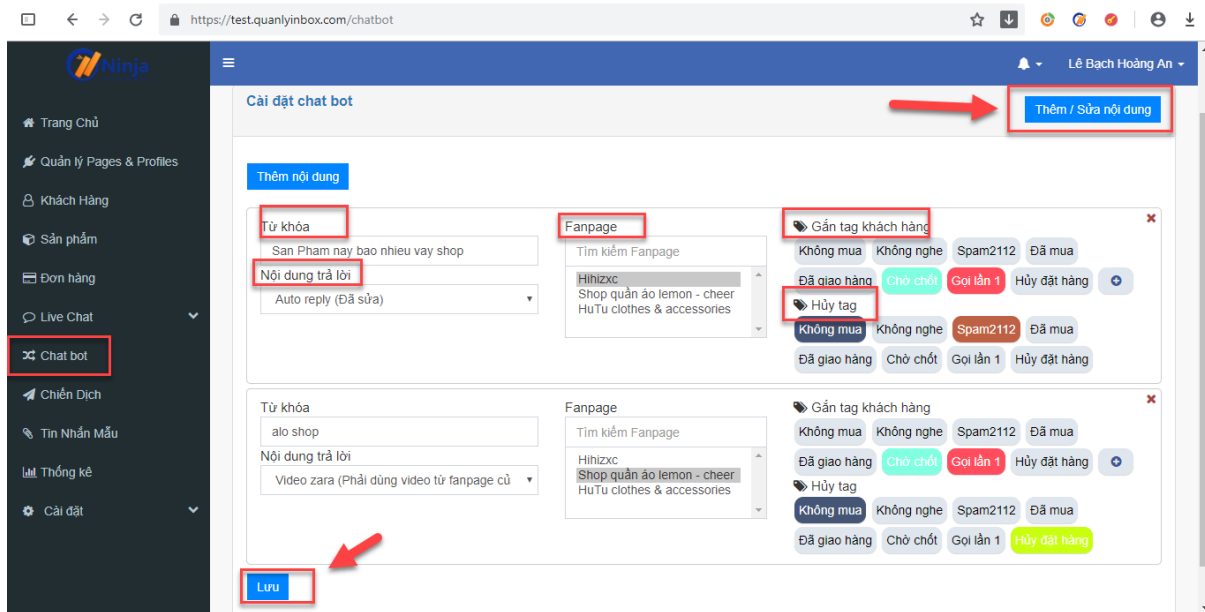 https://test.quanlyinbox.com/chatbot
Ninja
Lê Bạch Hoàng An
Trang Chủ
Quản lý Pages & Profiles
Khách Hàng
Sản phẩm
Đơn hàng
Live Chat
Chat bot
Chiến Dịch
Tin Nhắn Mẫu
Thống kê
Cài đặt
Cài đặt chat bot
Thêm / Sửa nội dung
Thêm nội dung
Từ khóa
San Pham nay bao nhieu vay shop
Nội dung trả lời
Auto reply (Đã sửa)
Fanpage
Tìm kiếm Fanpage
Hihizxc
Shop quần áo lemon - cheer
HuTu clothes & accessories
Gắn tag khách hàng
Không mua Không nghe Spam2112 Đã mua
Đã giao hàng Chờ chốt Gọi lần 1 Hủy đặt hàng
Hủy tag
Không mua Không nghe Spam2112 Đã mua
Đã giao hàng Chờ chốt Gọi lần 1 Hủy đặt hàng
Từ khóa
alo shop
Nội dung trả lời
Video zara (Phải dùng video từ fanpage củ
Fanpage
Tìm kiếm Fanpage
Hihizxc
Shop quần áo lemon - cheer
HuTu clothes & accessories
Gắn tag khách hàng
Không mua Không nghe Spam2112 Đã mua
Đã giao hàng Chờ chốt Gọi lần 1 Hủy đặt hàng
Hủy tag
Không mua Không nghe Spam2112 Đã mua
Đã giao hàng Chờ chốt Gọi lần 1 Hủy đặt hàng
Lưu